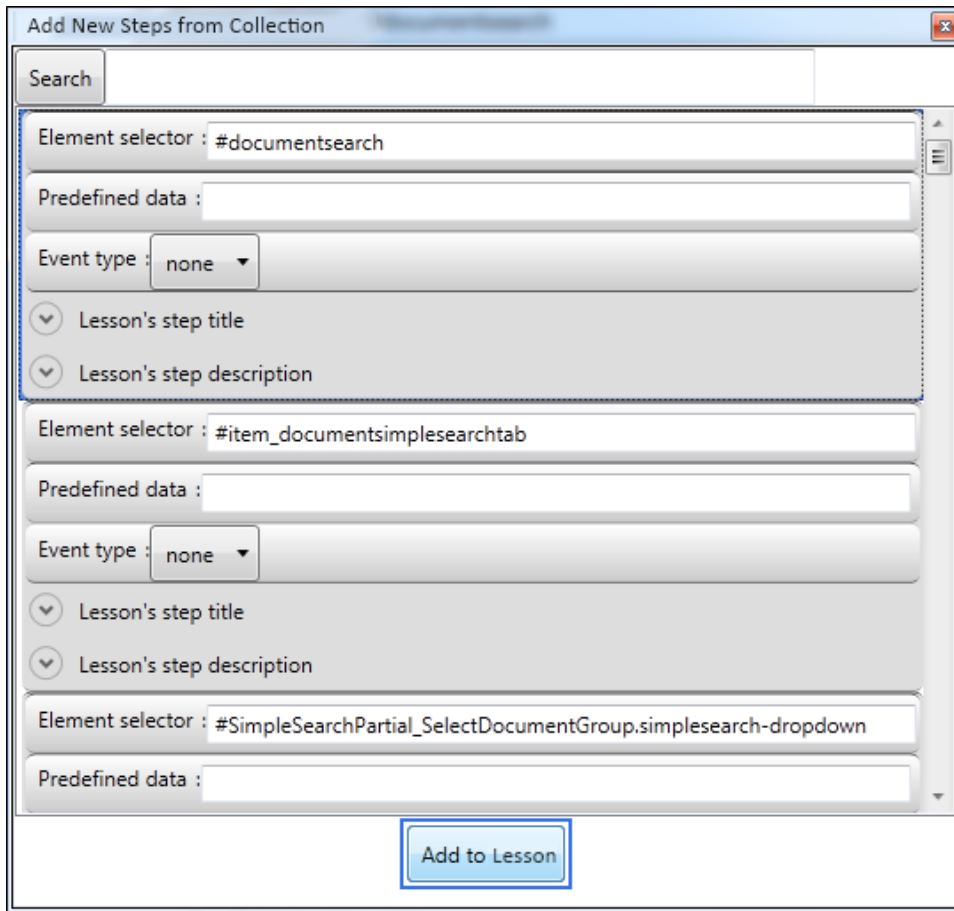 Add New Steps from Collection
Search
Element selector : #documentsearch
Predefined data :
Event type : none
Lesson's step title
Lesson's step description
Element selector : #item_documentsimplesearchtab
Predefined data :
Event type : none
Lesson's step title
Lesson's step description
Element selector : #SimpleSearchPartial_SelectDocumentGroup.simplesearch-dropdown
Predefined data :
Add to Lesson